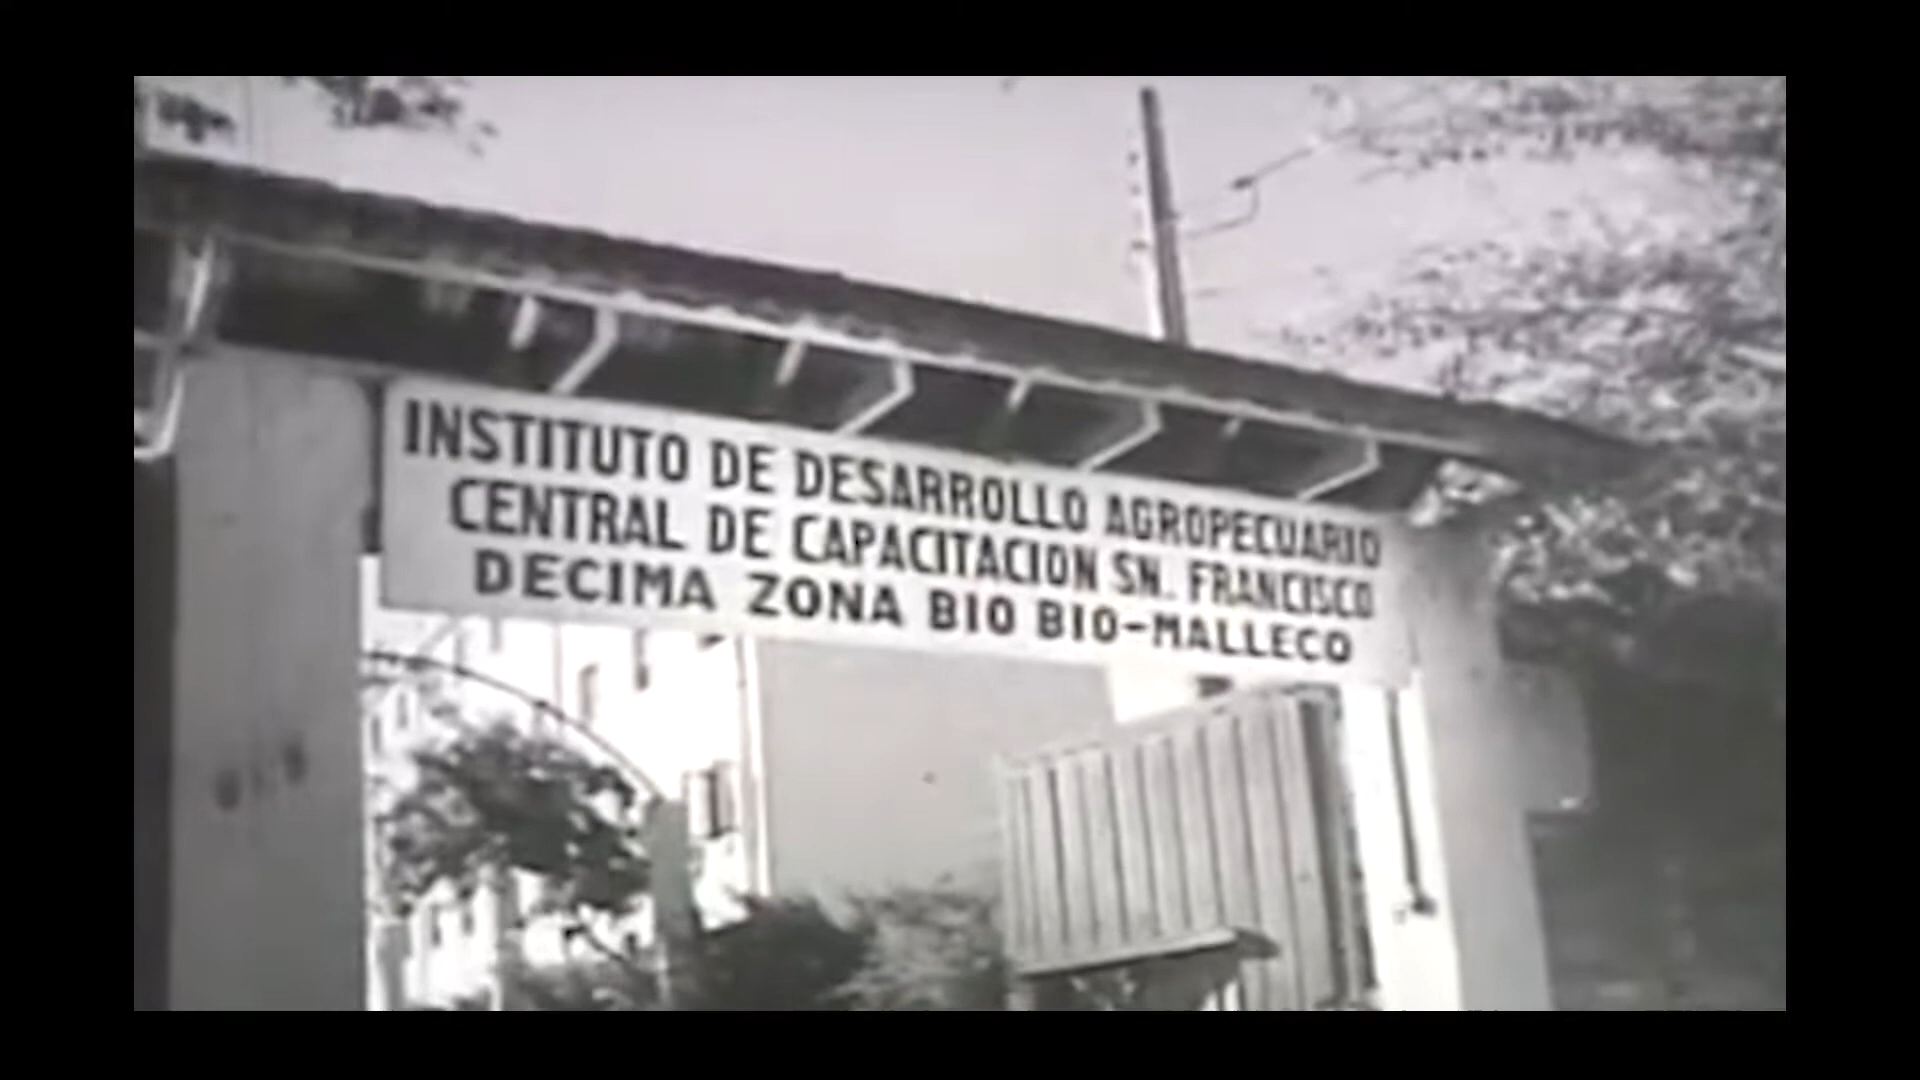 INSTITUTO DE DESARROLLO AGROPECUARIO
CENTRAL DE CAPACITACION SN. FRANCISCO
DECIMA ZONA BIO BIO-MALLECO